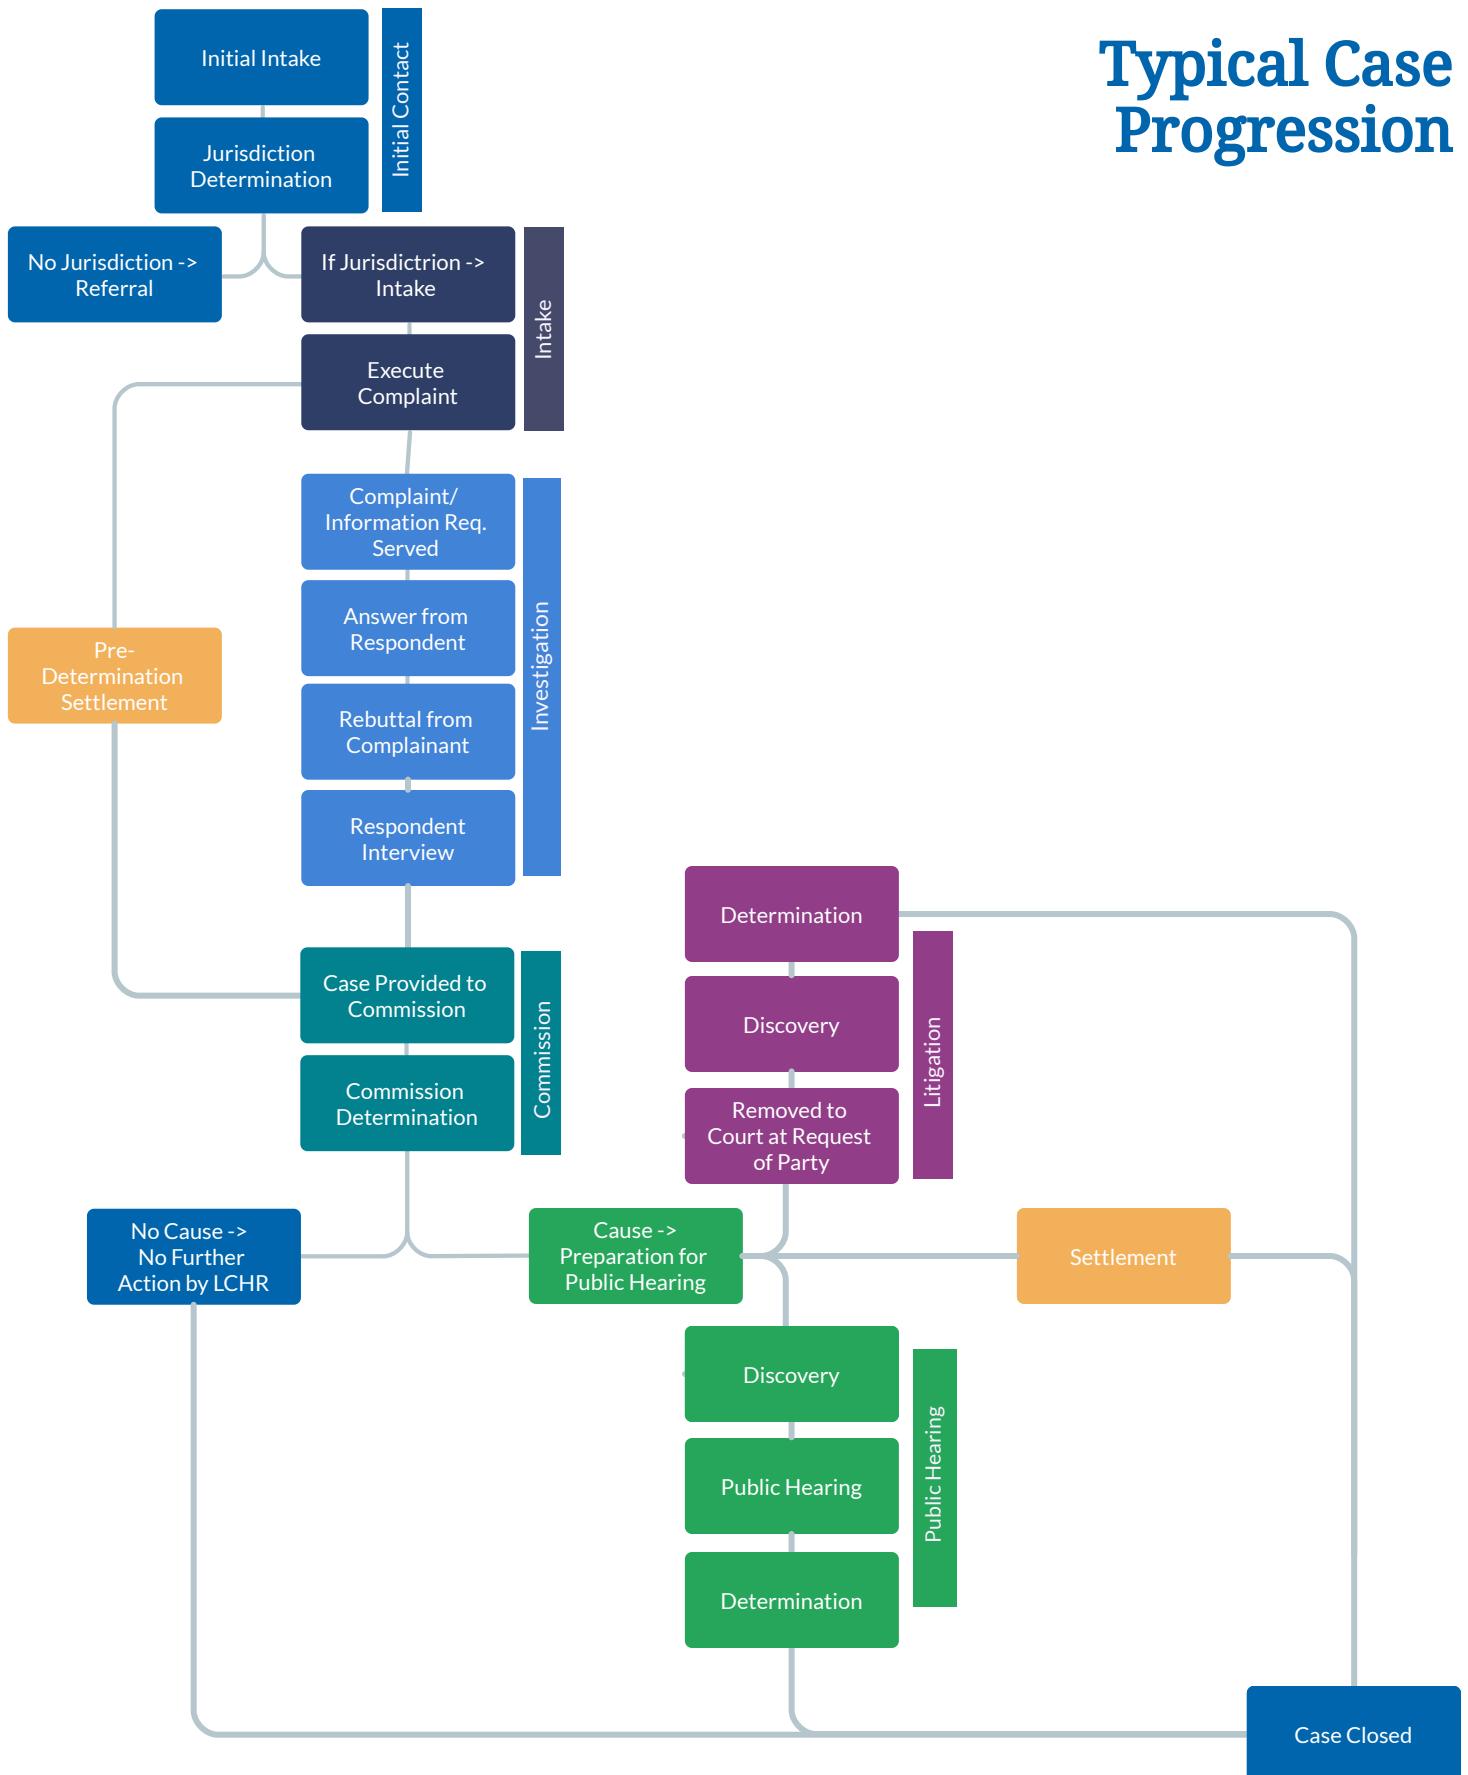 Typical Case
Progression
Initial Intake
Initial Contact
Jurisdiction
Determination
No Jurisdiction ->
Referral
If Jurisdictrion ->
Intake
Intake
Execute
Complaint
Complaint/
Information Req.
Served
Answer from
Respondent
Investigation
Pre-
Determination
Settlement
Rebuttal from
Complainant
Respondent
Interview
Case Provided to
Commission
Commission
Commission
Determination
Determination
Discovery
Litigation
Removed to
Court at Request
of Party
No Cause ->
No Further
Action by LCHR
Cause ->
Preparation for
Public Hearing
Settlement
Discovery
Public Hearing
Public Hearing
Determination
Case Closed